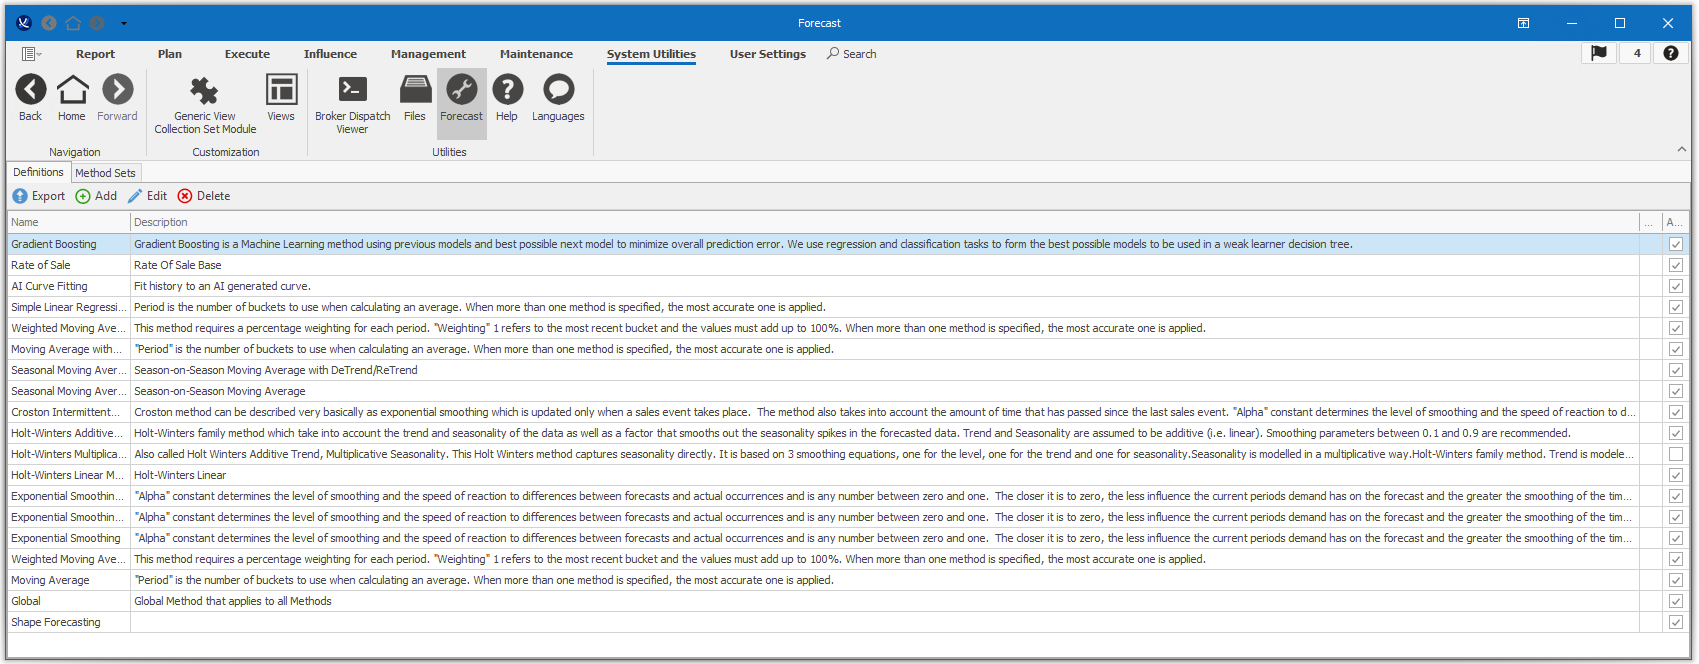 Forecast
Report Plan Execute Influence Management Maintenance System Utilities User Settings Search 4
Back Home Forward Generic View Collection Set Module Views Broker Dispatch Viewer Files Forecast Help Languages
Navigation Customization Utilities
Definitions Method Sets
Export Add Edit Delete
Name Description ... A...
Gradient Boosting Gradient Boosting is a Machine Learning method using previous models and best possible next model to minimize overall prediction error. We use regression and classification tasks to form the best possible models to be used in a weak learner decision tree.
Rate of Sale Rate Of Sale Base
AI Curve Fitting Fit history to an AI generated curve.
Simple Linear Regressi... Period is the number of buckets to use when calculating an average. When more than one method is specified, the most accurate one is applied.
Weighted Moving Ave... This method requires a percentage weighting for each period. "Weighting" 1 refers to the most recent bucket and the values must add up to 100%. When more than one method is specified, the most accurate one is applied.
Moving Average with... "Period" is the number of buckets to use when calculating an average. When more than one method is specified, the most accurate one is applied.
Seasonal Moving Aver... Season-on-Season Moving Average with DeTrend/ReTrend
Seasonal Moving Aver... Season-on-Season Moving Average
Croston Intermittent... Croston method can be described very basically as exponential smoothing which is updated only when a sales event takes place. The method also takes into account the amount of time that has passed since the last sales event. "Alpha" constant determines the level of smoothing and the speed of reaction to d...
Holt-Winters Additive... Holt-Winters family method which take into account the trend and seasonality of the data as well as a factor that smooths out the seasonality spikes in the forecasted data. Trend and Seasonality are assumed to be additive (i.e. linear). Smoothing parameters between 0.1 and 0.9 are recommended.
Holt-Winters Multiplica... Also called Holt Winters Additive Trend, Multiplicative Seasonality. This Holt Winters method captures seasonality directly. It is based on 3 smoothing equations, one for the level, one for the trend and one for seasonality.Seasonality is modelled in a multiplicative way.Holt-Winters family method. Trend is modele...
Holt-Winters Linear M... Holt-Winters Linear
Exponential Smoothin... "Alpha" constant determines the level of smoothing and the speed of reaction to differences between forecasts and actual occurrences and is any number between zero and one. The closer it is to zero, the less influence the current periods demand has on the forecast and the greater the smoothing of the tim...
Exponential Smoothin... "Alpha" constant determines the level of smoothing and the speed of reaction to differences between forecasts and actual occurrences and is any number between zero and one. The closer it is to zero, the less influence the current periods demand has on the forecast and the greater the smoothing of the tim...
Exponential Smoothing "Alpha" constant determines the level of smoothing and the speed of reaction to differences between forecasts and actual occurrences and is any number between zero and one. The closer it is to zero, the less influence the current periods demand has on the forecast and the greater the smoothing of the tim...
Weighted Moving Ave... This method requires a percentage weighting for each period. "Weighting" 1 refers to the most recent bucket and the values must add up to 100%. When more than one method is specified, the most accurate one is applied.
Moving Average "Period" is the number of buckets to use when calculating an average. When more than one method is specified, the most accurate one is applied.
Global Global Method that applies to all Methods
Shape Forecasting